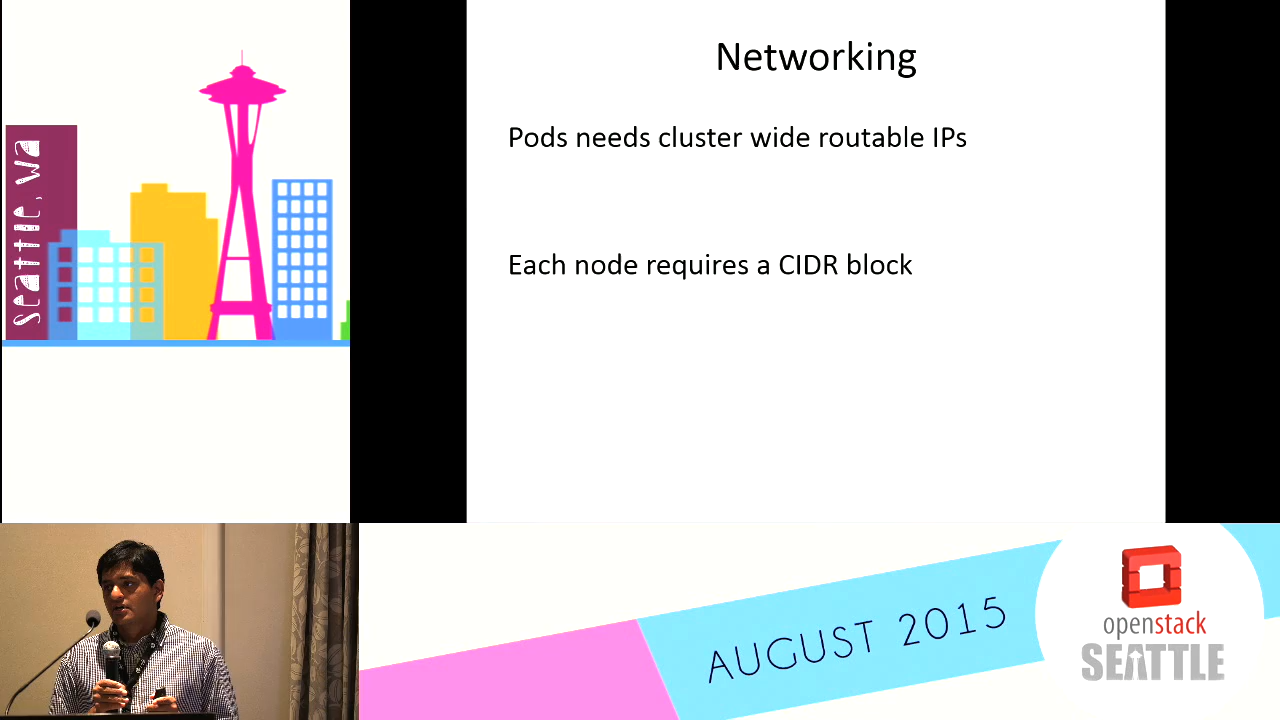 Networking
Pods needs cluster wide routable IPs
Each node requires a CIDR block
Seattle, WA
AUGUST 2015
openstack
SEATTLE